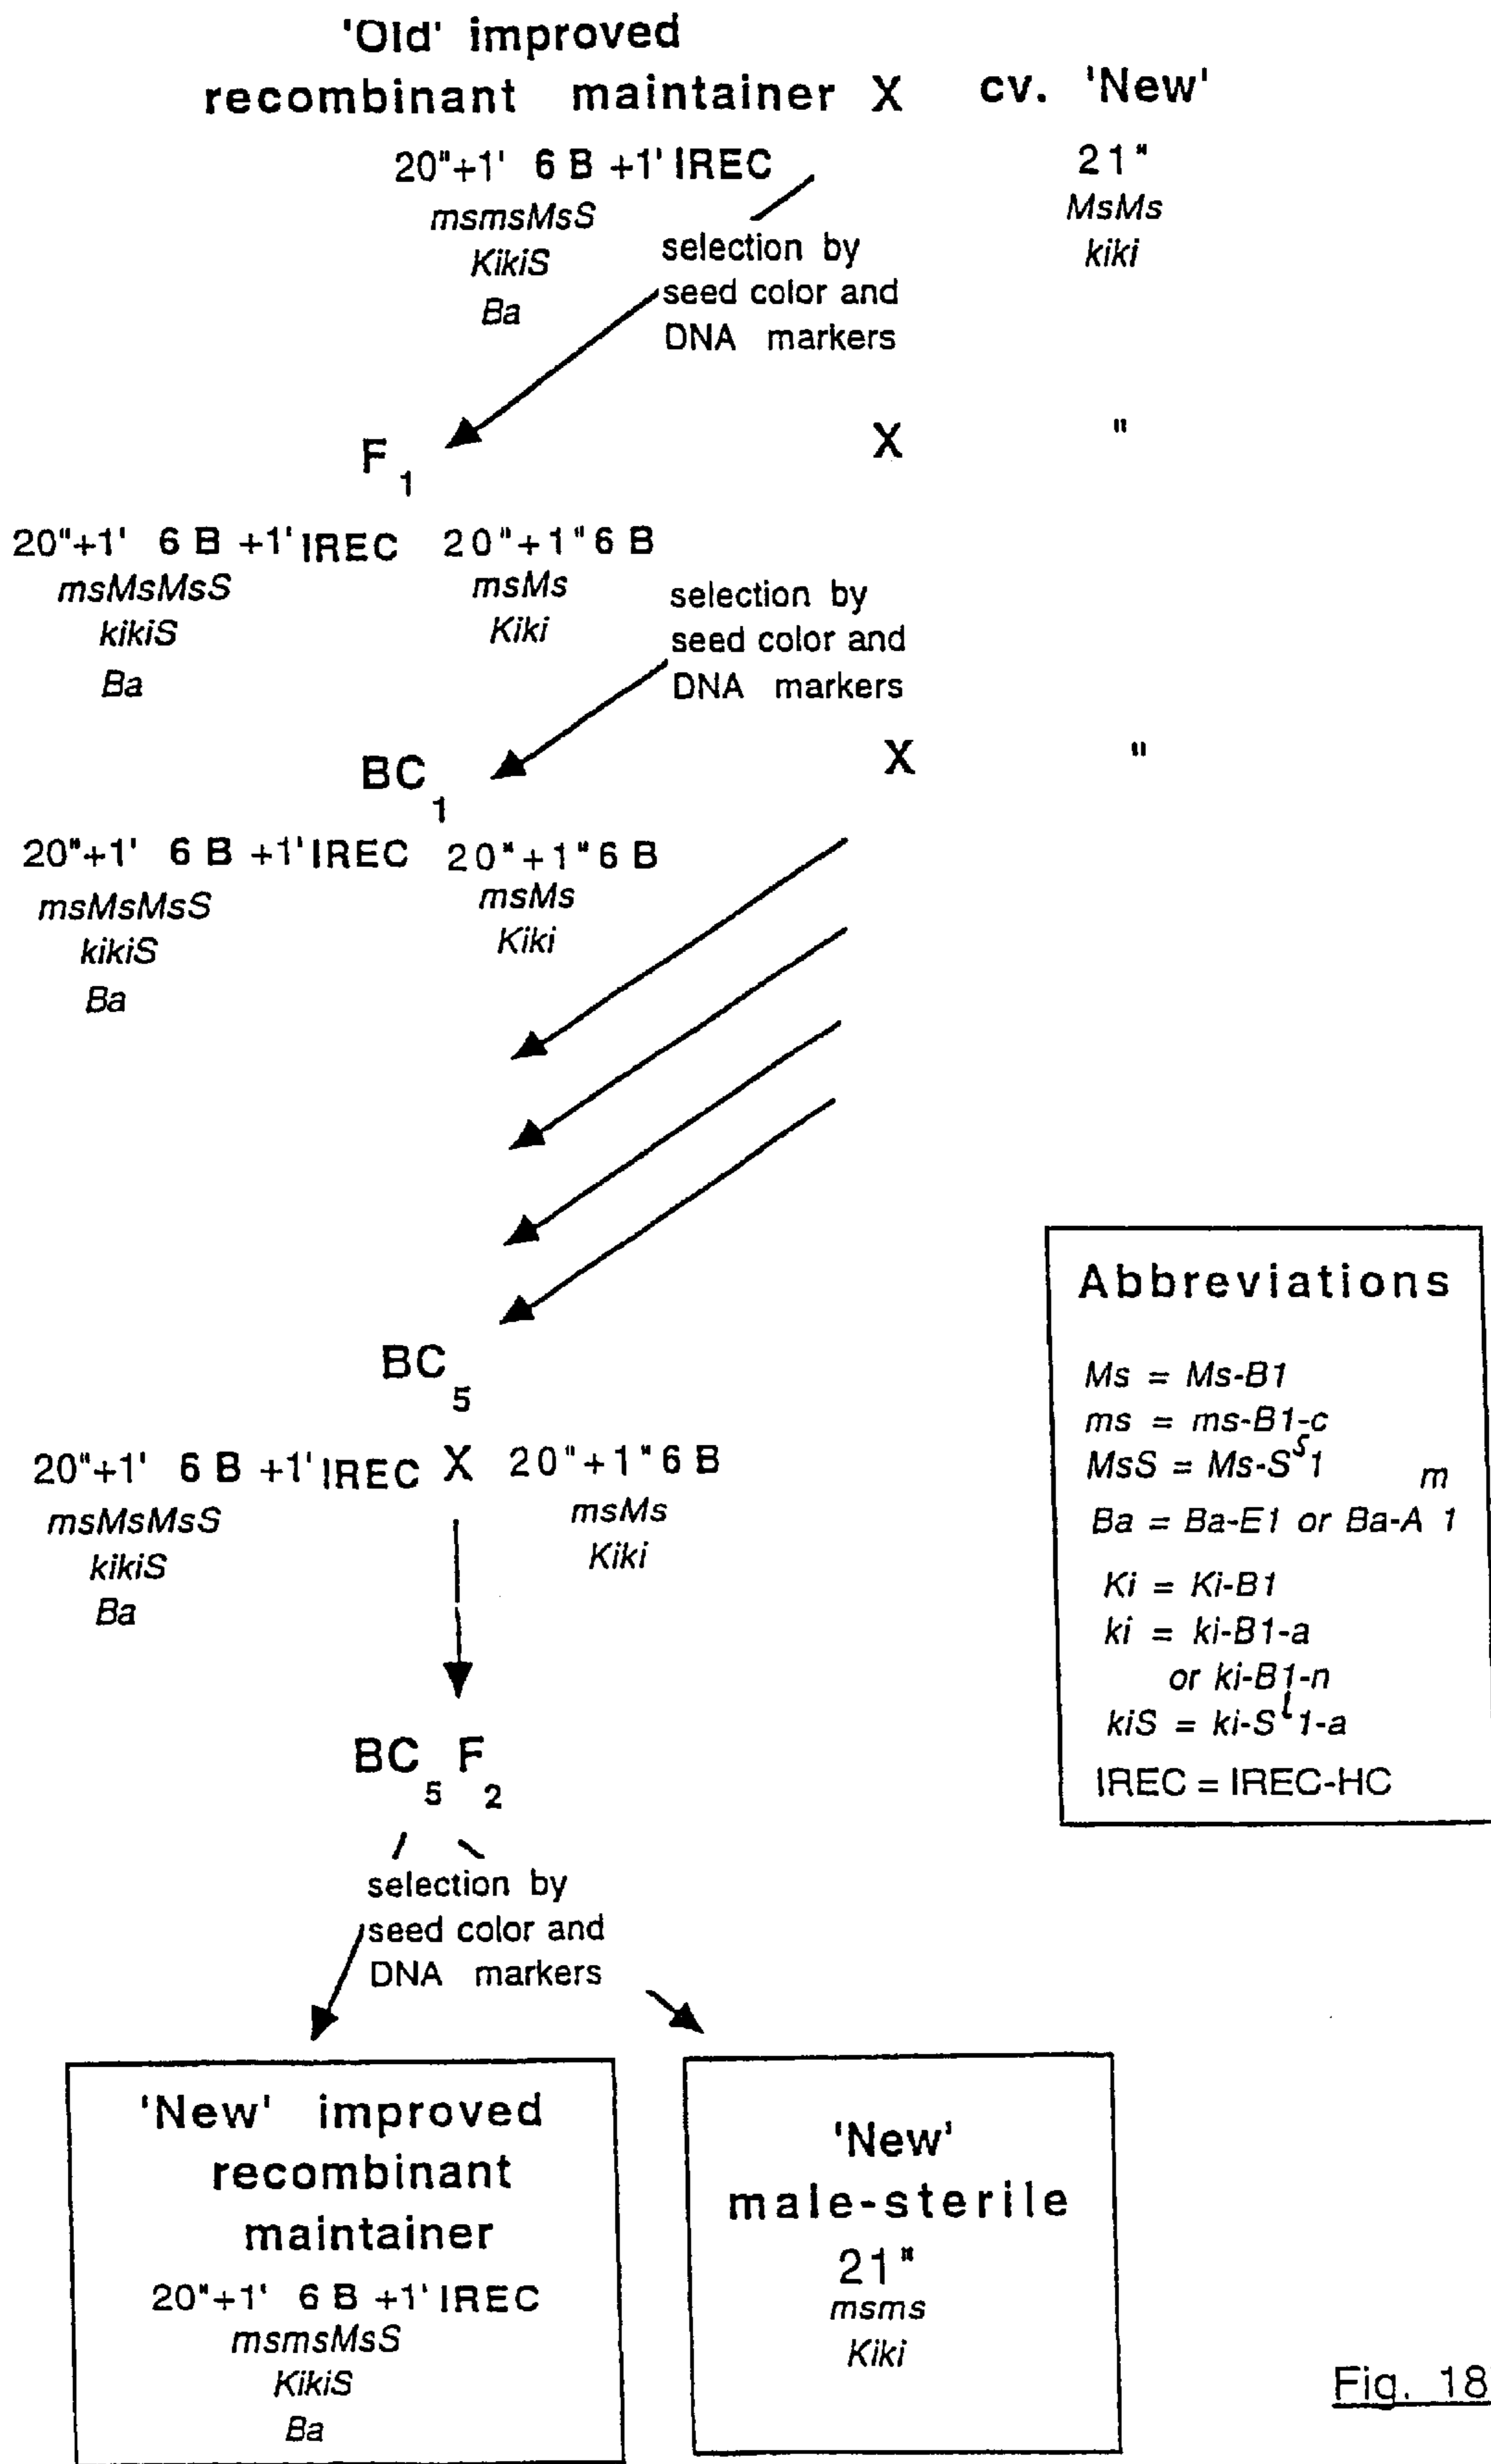 'Old' improved
recombinant maintainer X cv. 'New'
20"+1' 6 B +1' IREC 21"
msmsMsS MsMs
KikiS kiki
Ba
selection by
seed color and
DNA markers
F1 X "
20"+1' 6 B +1' IREC 20"+1" 6 B
msMsMsS msMs
kikiS Kiki
Ba
selection by
seed color and
DNA markers
BC1 X "
20"+1' 6 B +1' IREC 20"+1" 6 B
msMsMsS msMs
kikiS Kiki
Ba
BC5
20"+1' 6 B +1' IREC X 20"+1" 6 B
msMsMsS msMs
kikiS Kiki
Ba
BC5F2
selection by
seed color and
DNA markers
'New' improved
recombinant
maintainer
20"+1' 6 B +1' IREC
msmsMsS
KikiS
Ba
'New'
male-sterile
21"
msms
Kiki
Abbreviations
Ms = Ms-B1
ms = ms-B1-c
MsS = Ms-S^s1
Ba = Ba-E1 or Ba-A^m1
Ki = Ki-B1
ki = ki-B1-a
or ki-B1-n
kiS = ki-S^l1-a
IREC = IREC-HC
Fig. 18